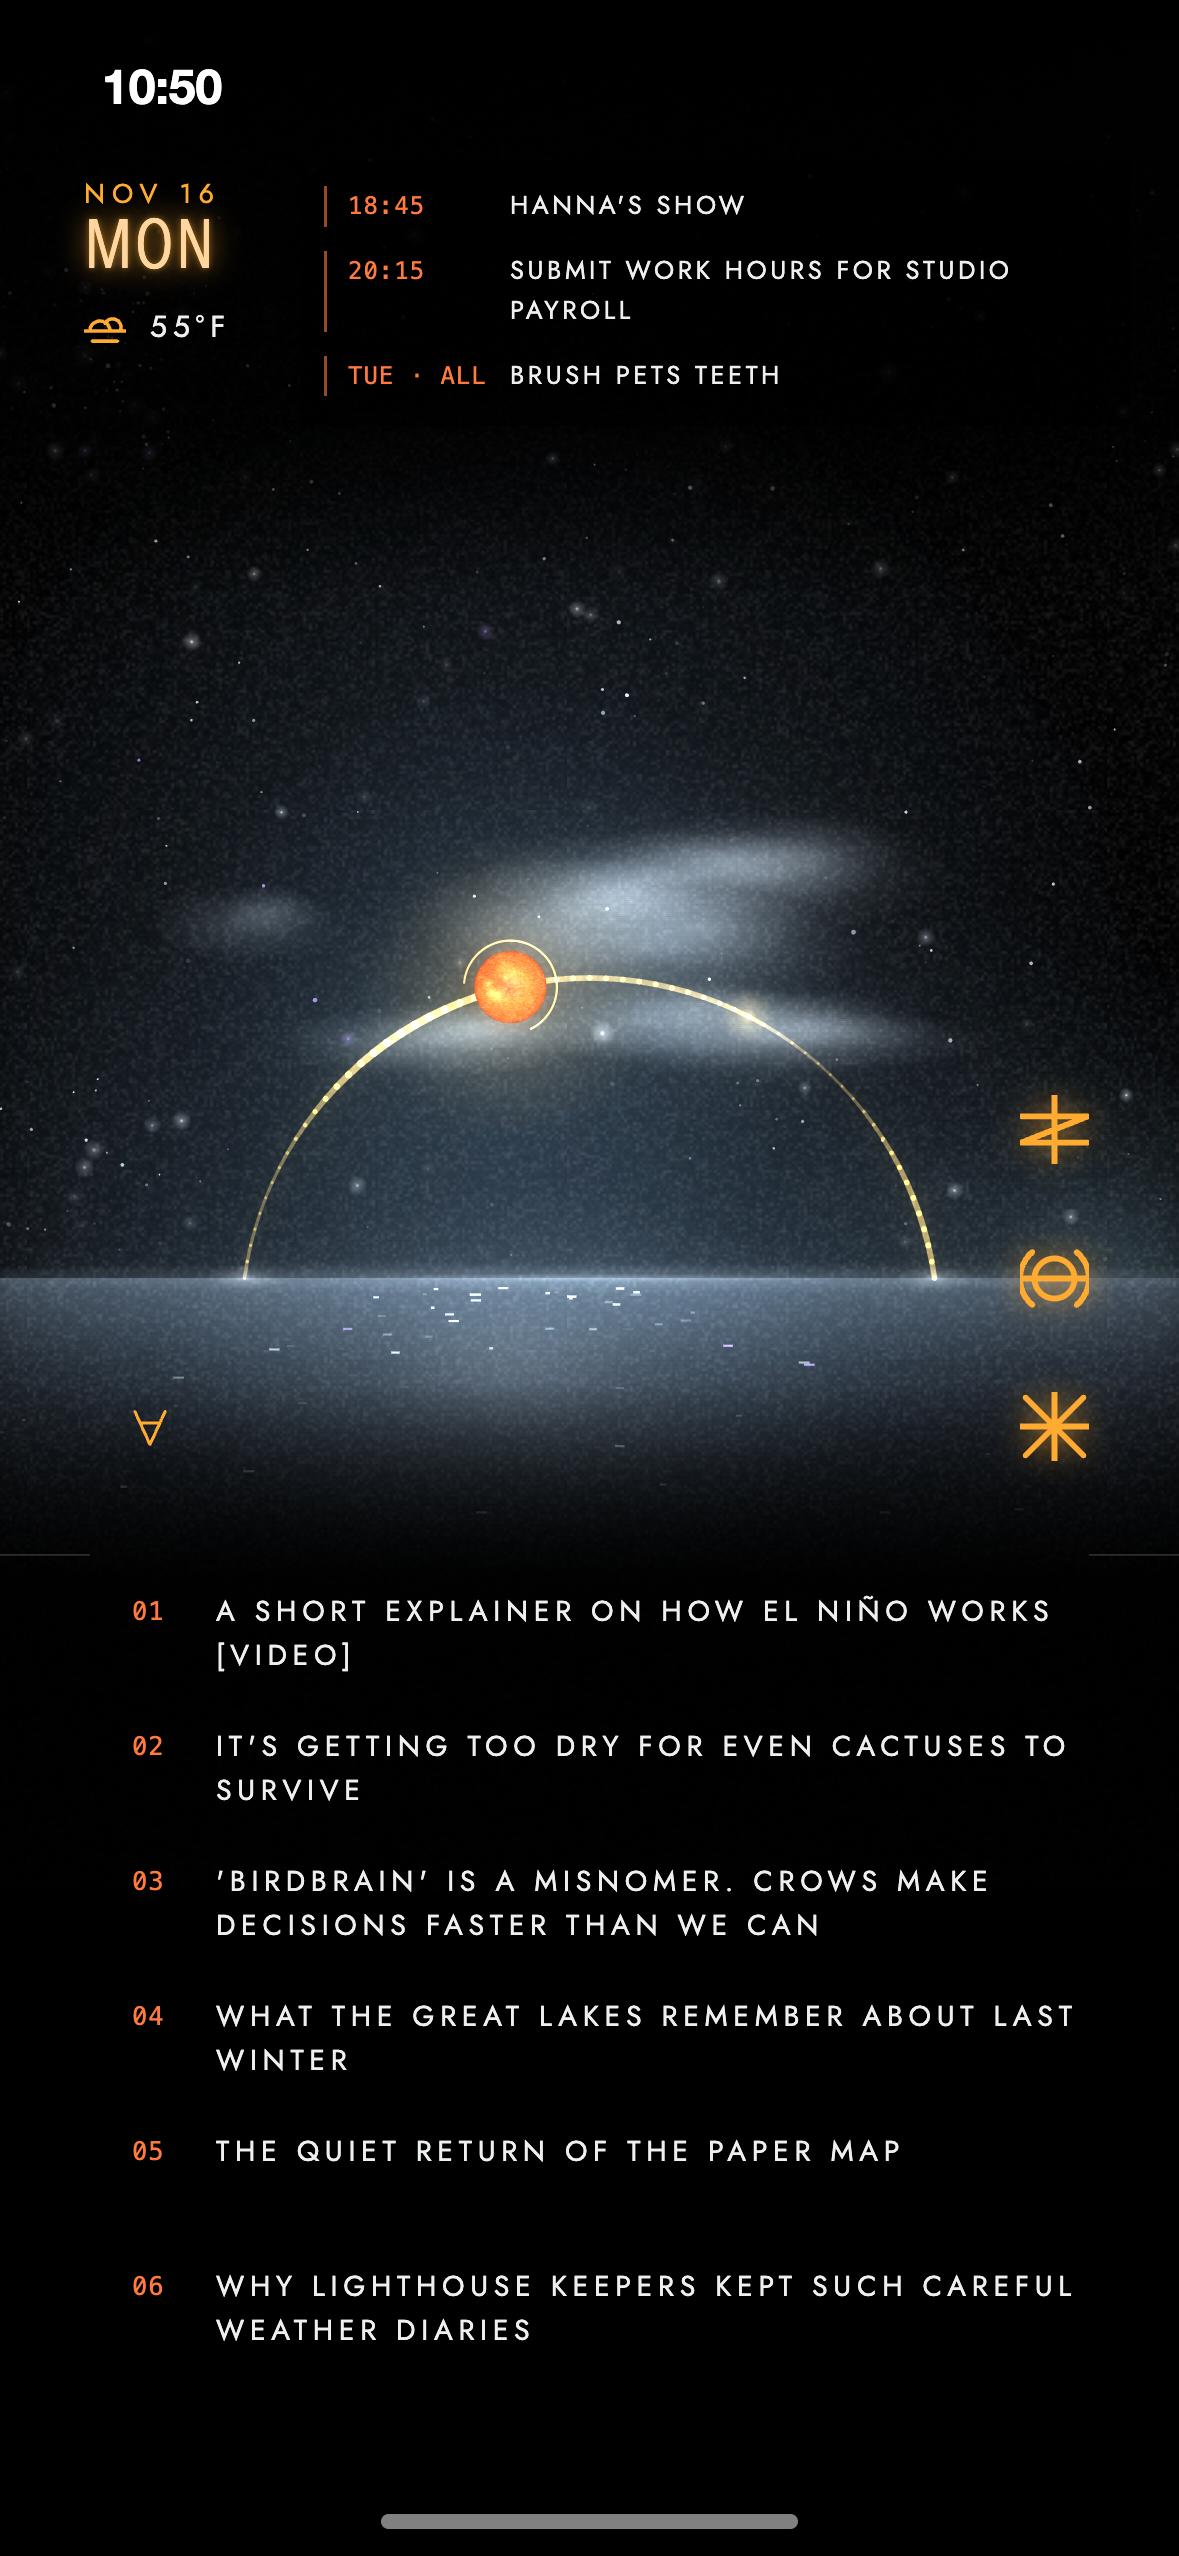 10:50
NOV 16
MON
55°F
18:45 HANNA'S SHOW
20:15 SUBMIT WORK HOURS FOR STUDIO
PAYROLL
TUE · ALL BRUSH PETS TEETH
01 A SHORT EXPLAINER ON HOW EL NIÑO WORKS
[VIDEO]
02 IT'S GETTING TOO DRY FOR EVEN CACTUSES TO
SURVIVE
03 'BIRDBRAIN' IS A MISNOMER. CROWS MAKE
DECISIONS FASTER THAN WE CAN
04 WHAT THE GREAT LAKES REMEMBER ABOUT LAST
WINTER
05 THE QUIET RETURN OF THE PAPER MAP
06 WHY LIGHTHOUSE KEEPERS KEPT SUCH CAREFUL
WEATHER DIARIES